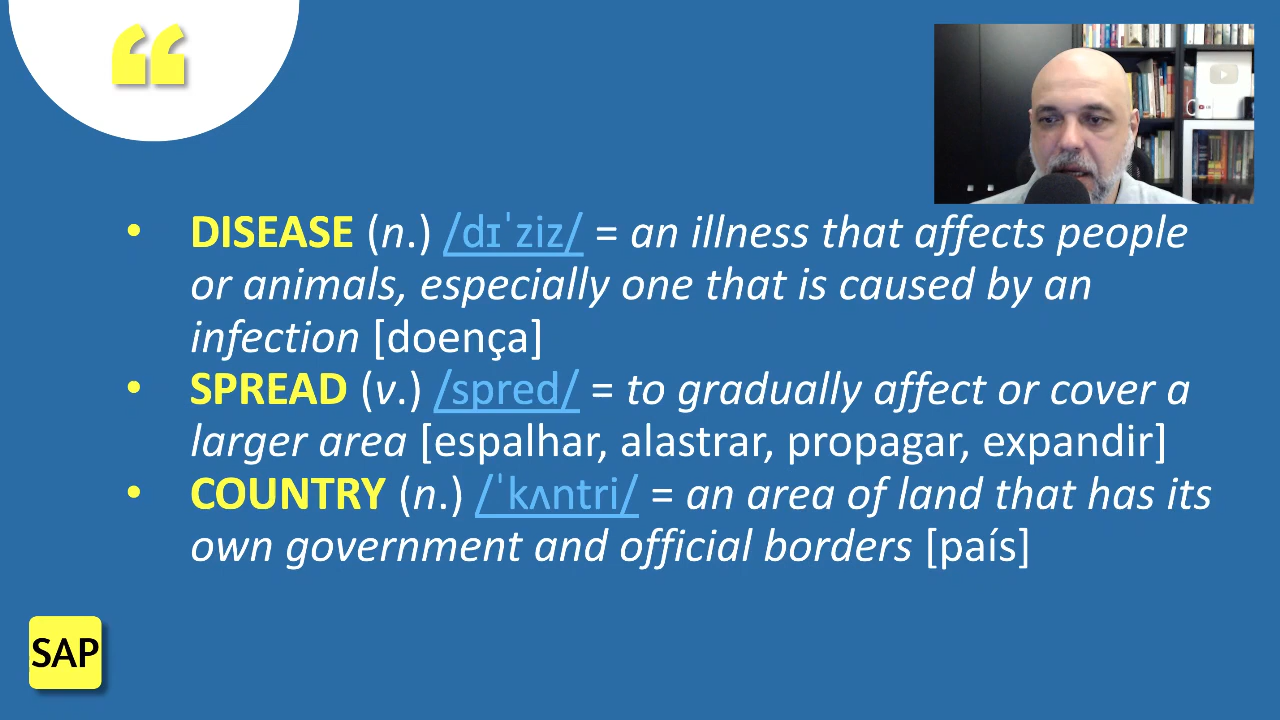 “
• DISEASE (n.) /dɪˈziz/ = an illness that affects people
or animals, especially one that is caused by an
infection [doença]
• SPREAD (v.) /spred/ = to gradually affect or cover a
larger area [espalhar, alastrar, propagar, expandir]
• COUNTRY (n.) /ˈkʌntri/ = an area of land that has its
own government and official borders [país]
SAP